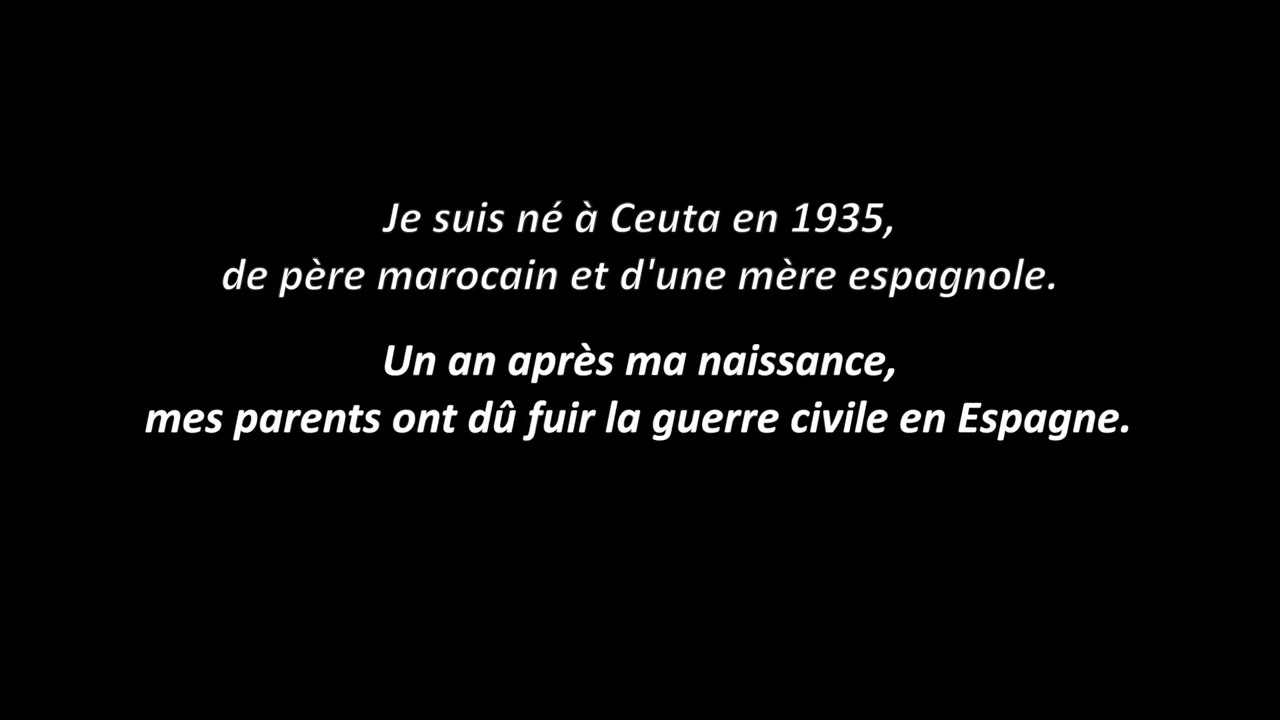 Je suis né à Ceuta en 1935,
de père marocain et d'une mère espagnole.
Un an après ma naissance,
mes parents ont dû fuir la guerre civile en Espagne.